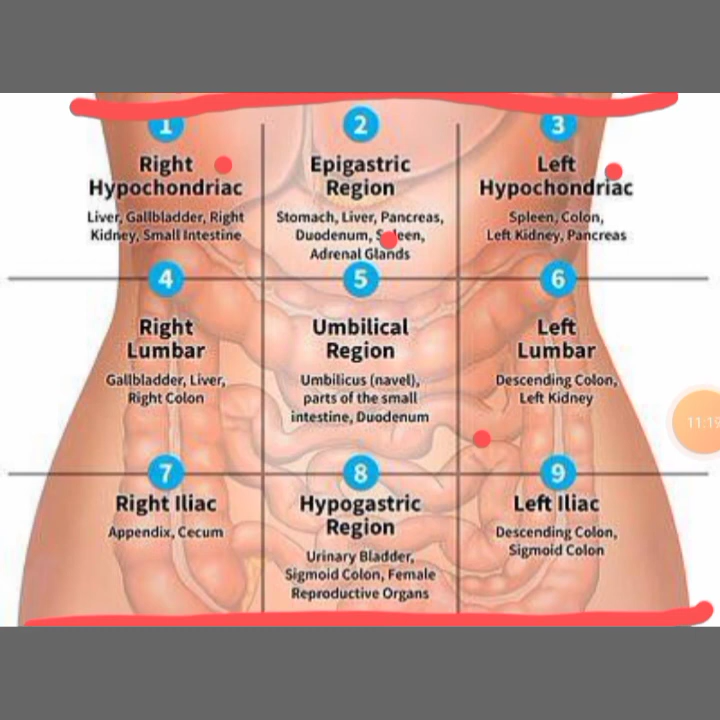 1
Right
Hypochondriac
Liver, Gallbladder, Right
Kidney, Small Intestine
2
Epigastric
Region
Stomach, Liver, Pancreas,
Duodenum,
Adrenal Glands
3
Left
Hypochondriac
Spleen, Colon,
Left Kidney, Pancreas
4
Right
Lumbar
Gallbladder, Liver,
Right Colon
5
Umbilical
Region
Umbilicus (navel),
parts of the small
intestine, Duodenum
6
Left
Lumbar
Descending Colon,
Left Kidney
11:19
7
Right Iliac
Appendix, Cecum
8
Hypogastric
Region
Urinary Bladder,
Sigmoid Colon, Female
Reproductive Organs
9
Left Iliac
Descending Colon,
Sigmoid Colon